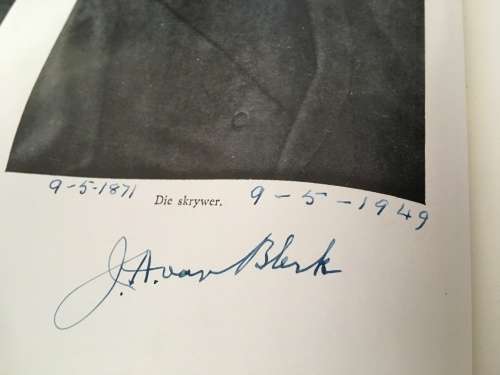 9-5-1871 Die skrywer. 9-5-1949
J.A. van Blerk